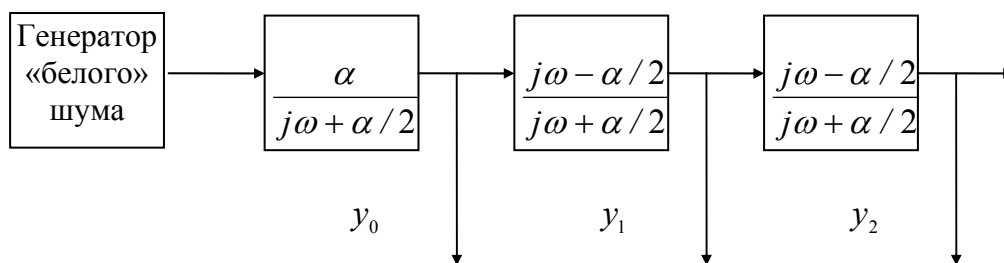 Генератор
«белого»
шума
α
jω + α / 2
jω − α / 2
jω + α / 2
jω − α / 2
jω + α / 2
y₀
y₁
y₂